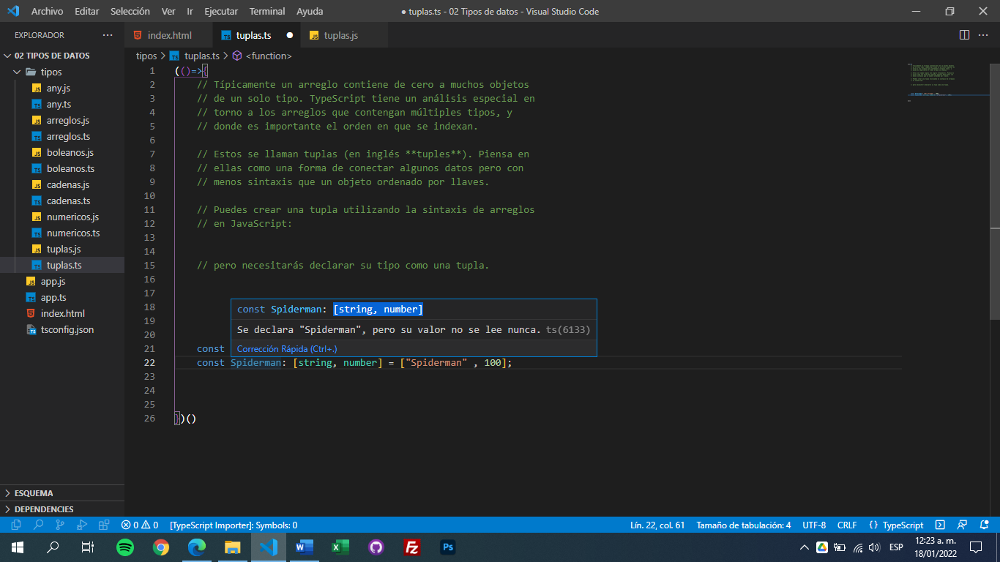 Archivo Editar Selección Ver Ir Ejecutar Terminal Ayuda
● tuplas.ts - 02 Tipos de datos - Visual Studio Code
EXPLORADOR
02 TIPOS DE DATOS
tipos
any.js
any.ts
arreglos.js
arreglos.ts
boleanos.js
boleanos.ts
cadenas.js
cadenas.ts
numericos.js
numericos.ts
tuplas.js
tuplas.ts
app.js
app.ts
index.html
tsconfig.json
ESQUEMA
DEPENDENCIES
index.html tuplas.ts ● tuplas.js
tipos > tuplas.ts > <function>
1 (()=>{
2 // Típicamente un arreglo contiene de cero a muchos objetos
3 // de un solo tipo. TypeScript tiene un análisis especial en
4 // torno a los arreglos que contengan múltiples tipos, y
5 // donde es importante el orden en que se indexan.
6
7 // Estos se llaman tuplas (en inglés **tuples**). Piensa en
8 // ellas como una forma de conectar algunos datos pero con
9 // menos sintaxis que un objeto ordenado por llaves.
10
11 // Puedes crear una tupla utilizando la sintaxis de arreglos
12 // en JavaScript:
13
14
15 // pero necesitarás declarar su tipo como una tupla.
16
17
18
19
20
const Spiderman: [string, number]
Se declara "Spiderman", pero su valor no se lee nunca. ts(6133)
Corrección Rápida (Ctrl+.)
21 const
22 const Spiderman: [string, number] = ["Spiderman" , 100];
23
24
25
26 })()
0 0 [TypeScript Importer]: Symbols: 0
Lín. 22, col. 61 Tamaño de tabulación: 4 UTF-8 CRLF {} TypeScript
ESP
12:23 a. m.
18/01/2022